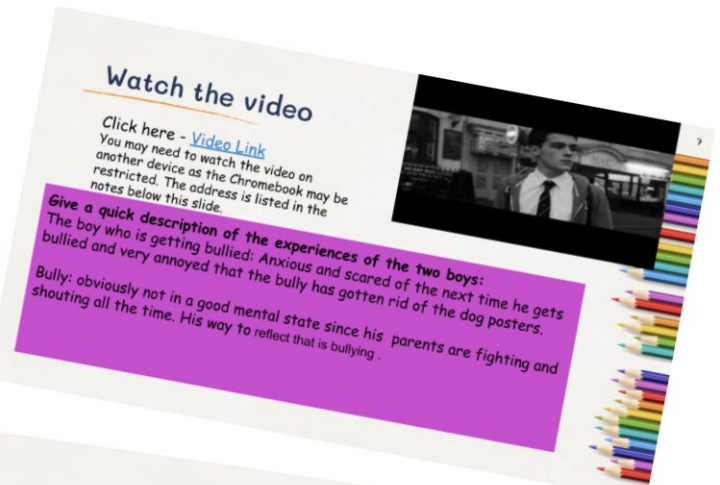 Watch the video
Click here - Video Link
You may need to watch the video on
another device as the Chromebook may be
restricted. The address is listed in the
notes below this slide.
Give a quick description of the experiences of the two boys:
The boy who is getting bullied: Anxious and scared of the next time he gets
bullied and very annoyed that the bully has gotten rid of the dog posters.
Bully: obviously not in a good mental state since his parents are fighting and
shouting all the time. His way to reflect that is bullying .